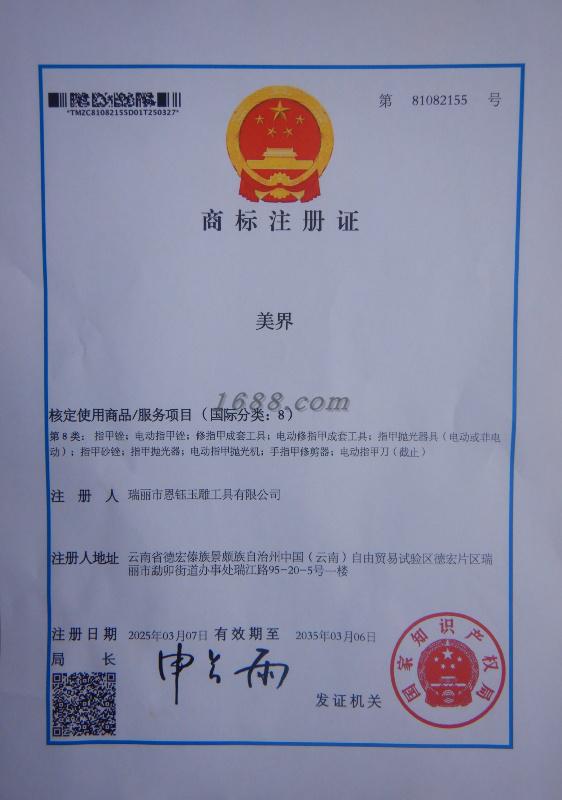 *TMZC81082155D01T250327*
第 81082155 号
商标注册证
美界
1688.com
核定使用商品/服务项目（国际分类：8）
第8类：指甲锉；电动指甲锉；修指甲成套工具；电动修指甲成套工具；指甲抛光器具（电动或非电
动）；指甲砂锉；指甲抛光器；电动指甲抛光机；手指甲修剪器；电动指甲刀（截止）
注册人 瑞丽市恩钰玉雕工具有限公司
注册人地址 云南省德宏傣族景颇族自治州中国（云南）自由贸易试验区德宏片区瑞
丽市勐卯街道办事处瑞江路95-20-5号一楼
注册日期 2025年03月07日 有效期至 2035年03月06日
局长 申长雨
发证机关
国家知识产权局